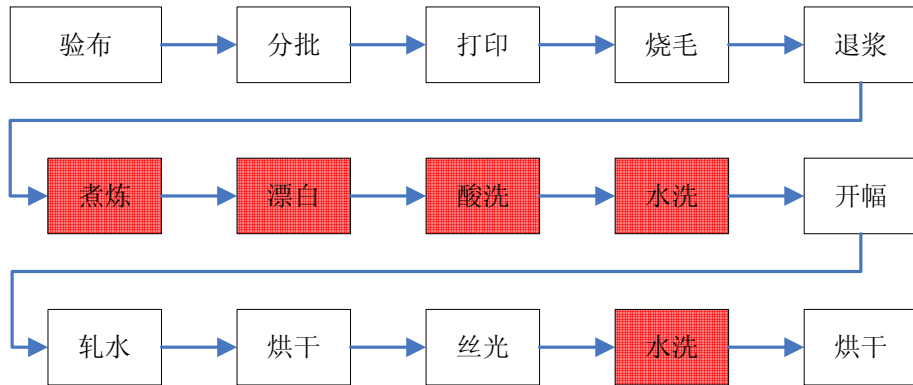 验布 分批 打印 烧毛 退浆
煮炼 漂白 酸洗 水洗 开幅
轧水 烘干 丝光 水洗 烘干